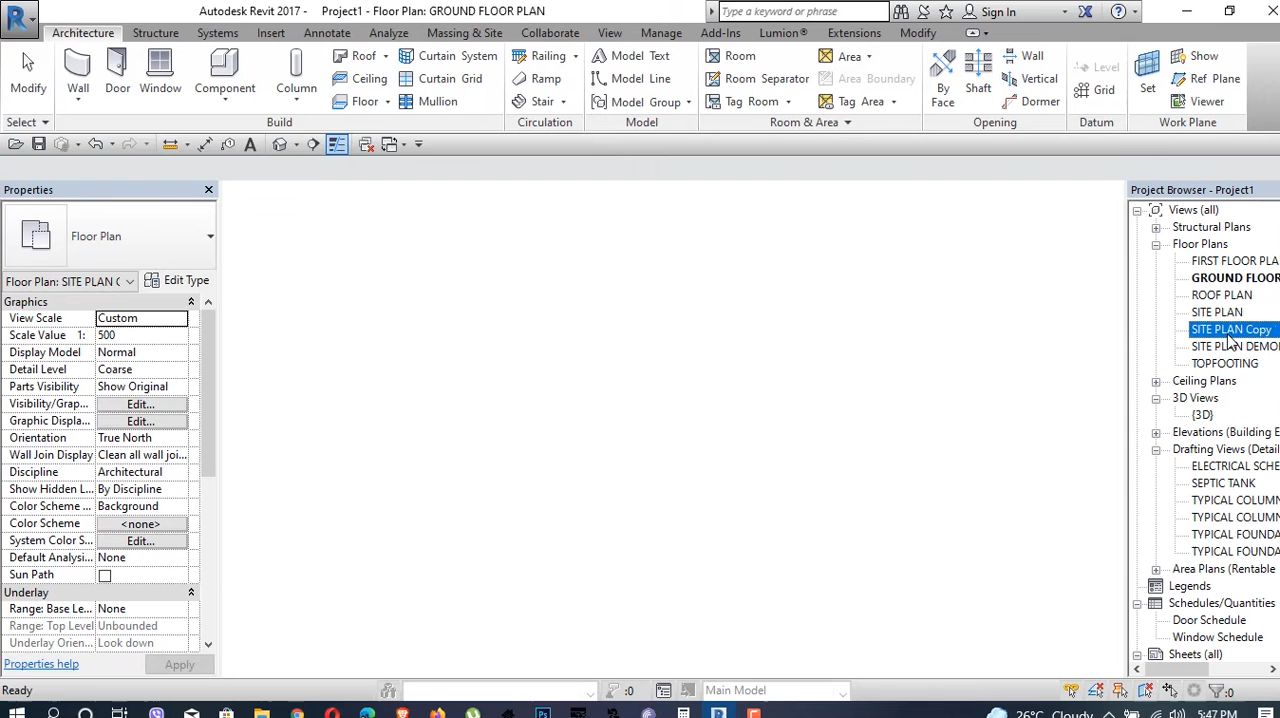 Autodesk Revit 2017 - Project1 - Floor Plan: GROUND FLOOR PLAN
Type a keyword or phrase
Sign In
Architecture Structure Systems Insert Annotate Analyze Massing & Site Collaborate View Manage Add-Ins Lumion® Extensions Modify
Modify
Wall
Door
Window
Component
Column
Roof
Ceiling
Floor
Curtain System
Curtain Grid
Mullion
Railing
Ramp
Stair
Model Text
Model Line
Model Group
Room
Room Separator
Tag Room
Area
Area Boundary
Tag Area
By Face
Shaft
Wall
Vertical
Dormer
Level
Grid
Set
Show
Ref Plane
Viewer
Select Build Circulation Model Room & Area Opening Datum Work Plane
Properties
Floor Plan
Floor Plan: SITE PLAN C
Edit Type
Graphics
View Scale Custom
Scale Value 1: 500
Display Model Normal
Detail Level Coarse
Parts Visibility Show Original
Visibility/Grap... Edit...
Graphic Displa... Edit...
Orientation True North
Wall Join Display Clean all wall joi...
Discipline Architectural
Show Hidden L... By Discipline
Color Scheme ... Background
Color Scheme <none>
System Color S... Edit...
Default Analysi... None
Sun Path
Underlay
Range: Base Le... None
Range: Top Level Unbounded
Underlay Orien... Look down
Properties help
Apply
Project Browser - Project1
Views (all)
Structural Plans
Floor Plans
FIRST FLOOR PLA
GROUND FLOOR
ROOF PLAN
SITE PLAN
SITE PLAN Copy
SITE PLAN DEMO
TOPFOOTING
Ceiling Plans
3D Views
{3D}
Elevations (Building E
Drafting Views (Detai
ELECTRICAL SCHE
SEPTIC TANK
TYPICAL COLUM
TYPICAL COLUM
TYPICAL FOUNDA
TYPICAL FOUNDA
Area Plans (Rentable
Legends
Schedules/Quantities
Door Schedule
Window Schedule
Sheets (all)
Ready
:0
Main Model
:0
26°C Cloudy
5:47 PM